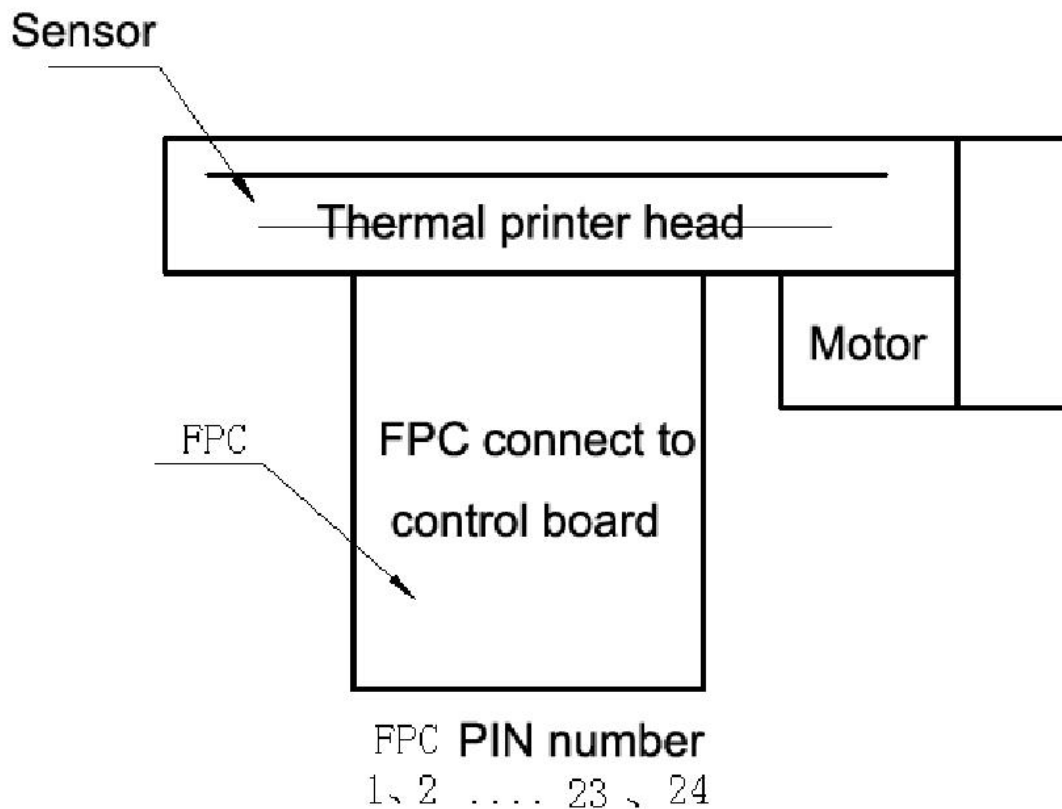 Sensor
Thermal printer head
Motor
FPC
FPC connect to
control board
FPC PIN number
1、2 .... 23 、 24